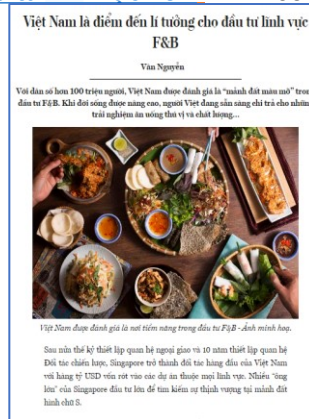 Việt Nam là điểm đến lí tưởng cho đầu tư lĩnh vực
F&B
Văn Nguyễn
Với dân số hơn 100 triệu người, Việt Nam được đánh giá là “mảnh đất màu mỡ” tron
đầu tư F&B. Khi đời sống được nâng cao, người Việt đang sẵn sàng chi trả cho nhữn
trải nghiệm ăn uống thú vị và chất lượng...
Việt Nam được đánh giá là nơi tiềm năng trong đầu tư F&B - Ảnh minh hoạ.
Sau nửa thế kỷ thiết lập quan hệ ngoại giao và 10 năm thiết lập quan hệ
Đối tác chiến lược, Singapore trở thành đối tác hàng đầu của Việt Nam
với hàng tỷ USD vốn rót vào các dự án thuộc mọi lĩnh vực. Nhiều “ông
lớn” của Singapore đầu tư lớn để tìm kiếm sự thịnh vượng tại mảnh đất
hình chữ S.